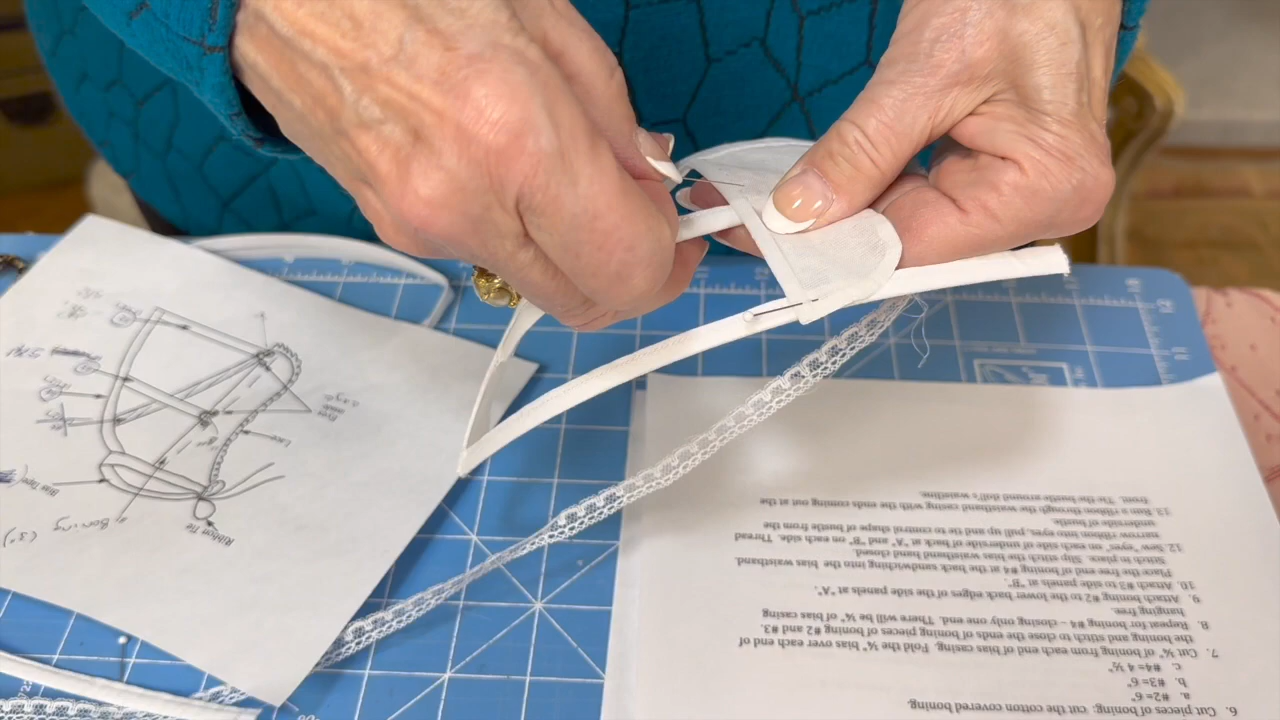 6. Cut pieces of boning: cut the cotton covered boning.
a. #2= 6"
b. #3= 6"
c. #4= 4 ½"
7. Cut ¼" of boning from each end of bias casing. Fold the ¼" bias over each end of
the boning and stitch to close the ends of boning pieces of boning #2 and #3.
8. Repeat for boning #4 – closing only one end. There will be ¼" of bias casing
hanging free.
9. Attach boning #2 to the lower back edges of the side panels at "A".
10. Attach #3 to side panels at "B".
Place the free end of boning #4 at the back sandwiching into the bias waistband.
Stitch in place. Slip stitch the bias waistband hand closed.
12. Sew "eyes" on each side of underside of back at "A" and "B" on each side. Thread
narrow ribbon into eyes, pull up and tie to control shape of bustle from the
underside of bustle.
13. Run a ribbon through the waistband casing with the ends coming out at the
front. Tie the bustle around doll's waistline.
Ribbon Tie
Boning (3")
Bias Tape
Eyes